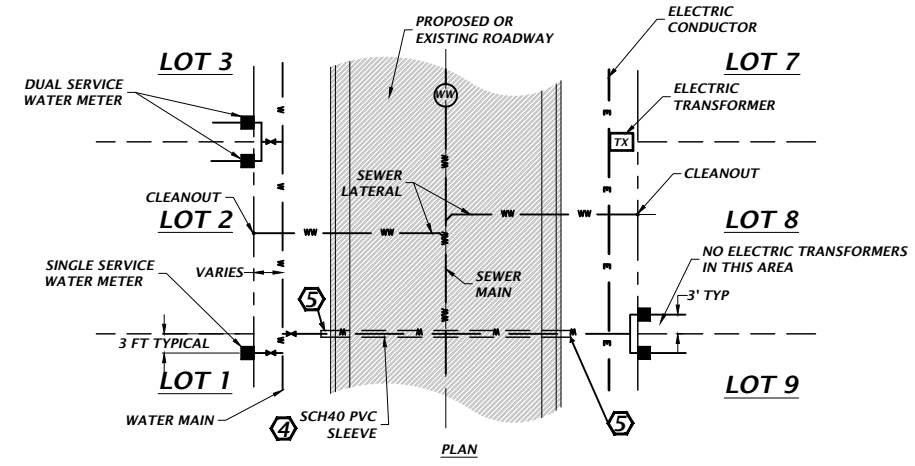 PROPOSED OR
EXISTING ROADWAY
ELECTRIC
CONDUCTOR
LOT 3
LOT 7
DUAL SERVICE
WATER METER
ELECTRIC
TRANSFORMER
WW
TX
W
W
E
WW
SEWER
LATERAL
CLEANOUT
CLEANOUT
WW
WW
LOT 2
WW
WW
WW
LOT 8
W
E
NO ELECTRIC TRANSFORMERS
IN THIS AREA
SINGLE SERVICE
WATER METER
VARIES
SEWER
MAIN
3' TYP
5
WW
W
W
W
W
W
W
E
3 FT TYPICAL
LOT 1
LOT 9
WATER MAIN
4
SCH40 PVC
SLEEVE
5
PLAN